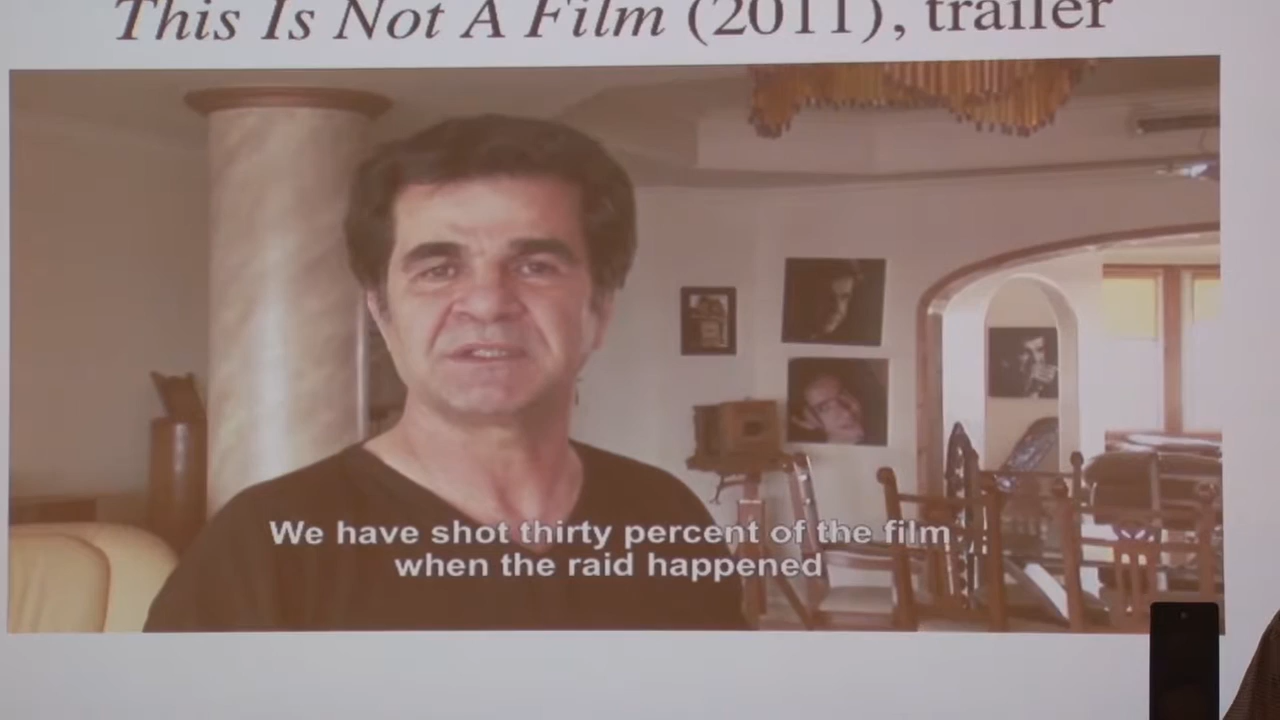 This Is Not A Film (2011), trailer
We have shot thirty percent of the film
when the raid happened